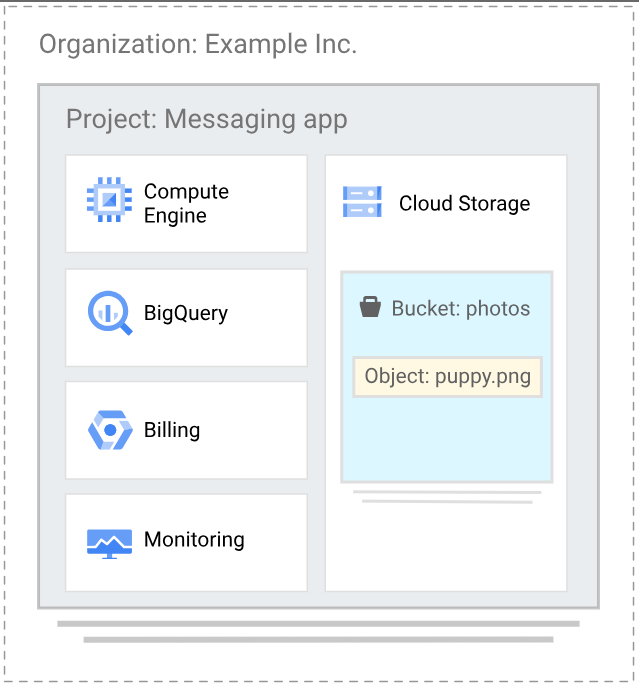 Organization: Example Inc.
Project: Messaging app
Compute
Engine
BigQuery
Billing
Monitoring
Cloud Storage
Bucket: photos
Object: puppy.png